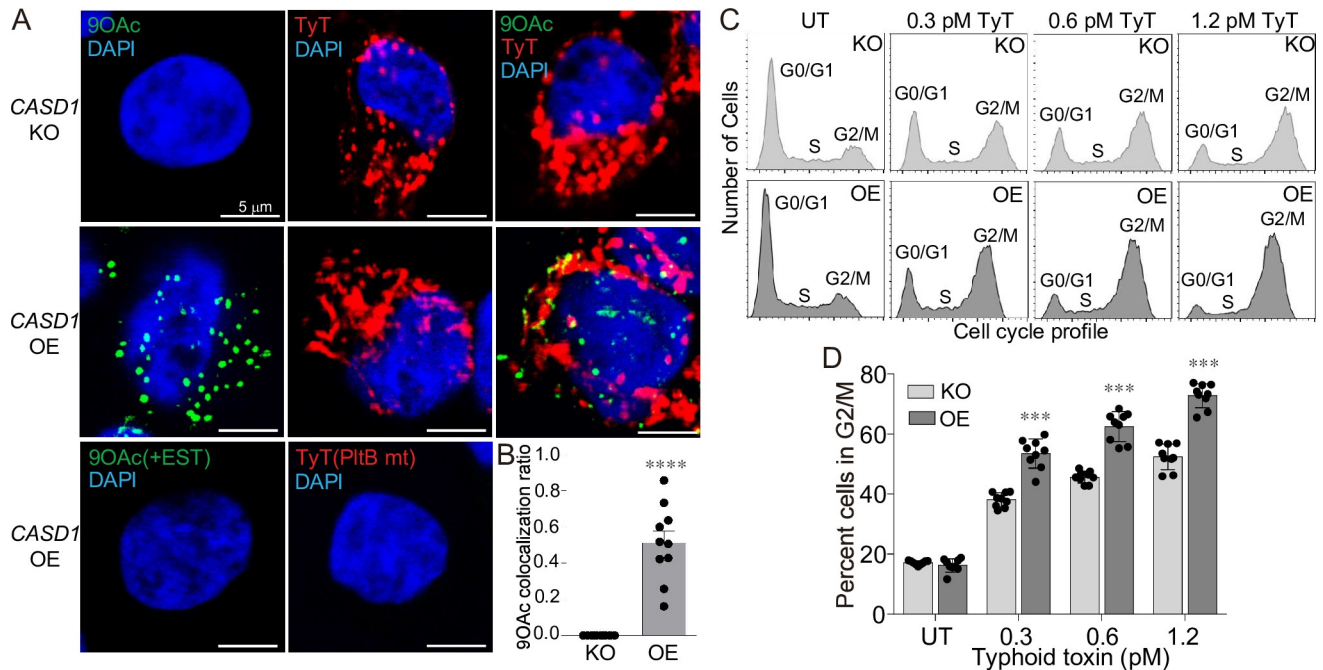 A
9OAc
DAPI
TyT
DAPI
9OAc
TyT
DAPI
CASD1
KO
5 μm
CASD1
OE
9OAc(+EST)
DAPI
TyT(PltB mt)
DAPI
CASD1
OE
B
9OAc colocalization ratio
1.0
0.8
0.6
0.4
0.2
0.0
****
KO
OE
C
UT
0.3 pM TyT
0.6 pM TyT
1.2 pM TyT
Number of Cells
KO
G0/G1
S
G2/M
KO
G0/G1
S
G2/M
KO
G0/G1
S
G2/M
KO
G0/G1
S
G2/M
OE
G0/G1
S
G2/M
OE
G0/G1
S
G2/M
OE
G0/G1
S
G2/M
OE
G0/G1
S
G2/M
Cell cycle profile
D
Percent cells in G2/M
80
60
40
20
0
KO
OE
***
***
***
UT
0.3
0.6
1.2
Typhoid toxin (pM)